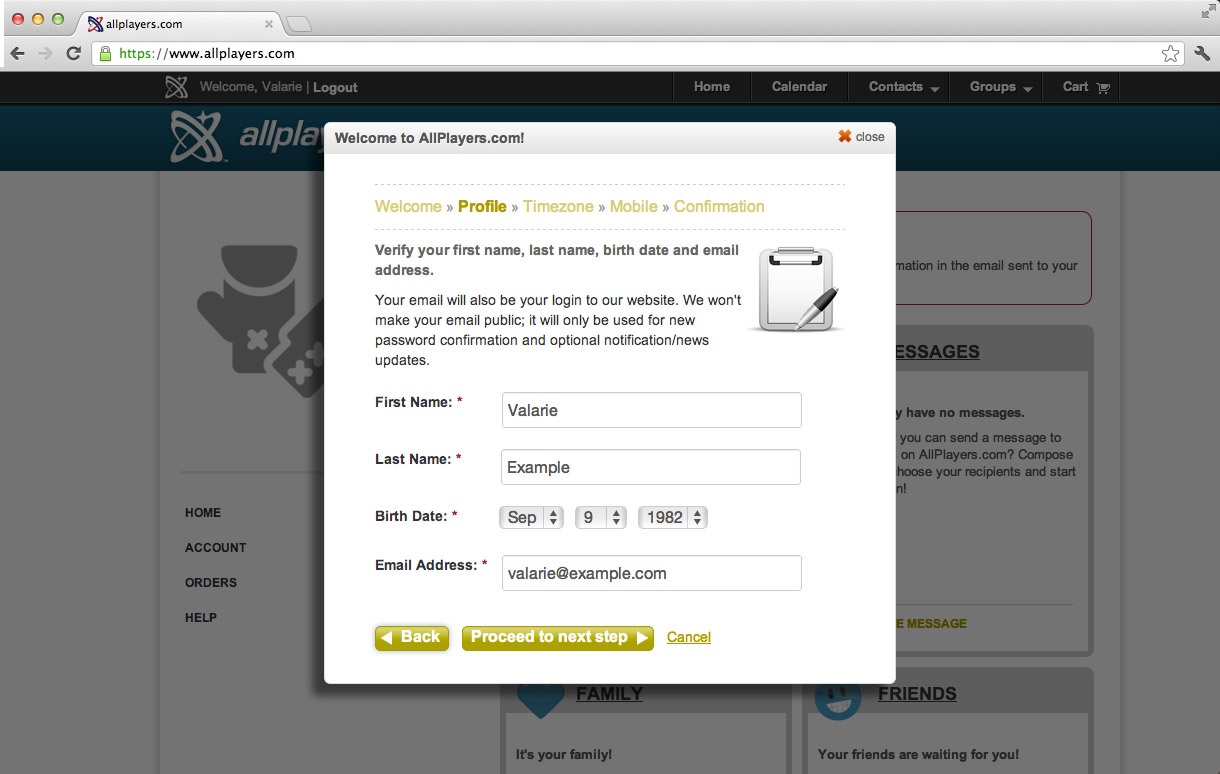 allplayers.com
https://www.allplayers.com
Welcome, Valarie | Logout
Home
Calendar
Contacts
Groups
Cart
Welcome to AllPlayers.com!
close
Welcome » Profile » Timezone » Mobile » Confirmation
Verify your first name, last name, birth date and email
address.
Your email will also be your login to our website. We won't
make your email public; it will only be used for new
password confirmation and optional notification/news
updates.
First Name: *
Valarie
Last Name: *
Example
Birth Date: *
Sep
9
1982
Email Address: *
valarie@example.com
Back
Proceed to next step
Cancel
HOME
ACCOUNT
ORDERS
HELP
in the email sent to your
have no messages.
you can send a message to
on AllPlayers.com? Compose
your recipients and start
MESSAGE
FAMILY
It's your family!
FRIENDS
Your friends are waiting for you!